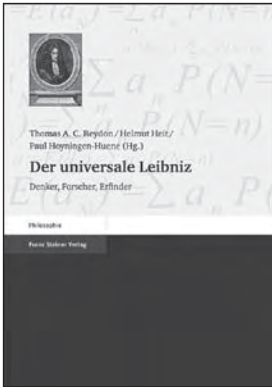 Thomas A. C. Reydon / Helmut Heit /
Paul Hoyningen-Huene (Hg.)
Der universale Leibniz
Denker, Forscher, Erfinder
Philosophie
Franz Steiner Verlag